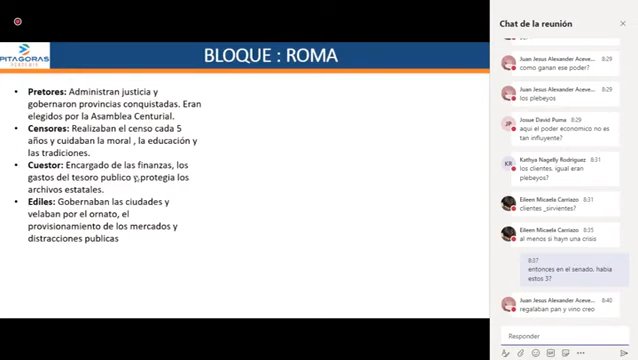 PITAGORAS
BLOQUE : ROMA
• Pretores: Administran justicia y
gobernaron provincias conquistadas. Eran
elegidos por la Asamblea Centurial.
• Censores: Realizaban el censo cada 5
años y cuidaban la moral , la educación y
las tradiciones.
• Cuestor: Encargado de las finanzas, los
gastos del tesoro publico y protegia los
archivos estatales.
• Ediles: Gobernaban las ciudades y
velaban por el ornato, el
provisionamiento de los mercados y
distracciones publicas
Chat de la reunión
Juan Jesus Alexander Aceve... 8:29
como ganan ese poder?
Juan Jesus Alexander Aceve... 8:29
los plebeyos
JP
Josue David Puma 8:29
aqui el poder economico no es
tan influyente?
KR
Kathya Nagelly Rodriguez 8:31
los clientes. igual eran
plebeyos?
Eileen Micaela Carriazo 8:31
clientes _sirvientes?
Eileen Micaela Carriazo 8:35
al menos si hayn una crisis
8:37
entonces en el senado, habia
estos 3?
Juan Jesus Alexander Aceve... 8:40
regalaban pan y vino creo
Responder